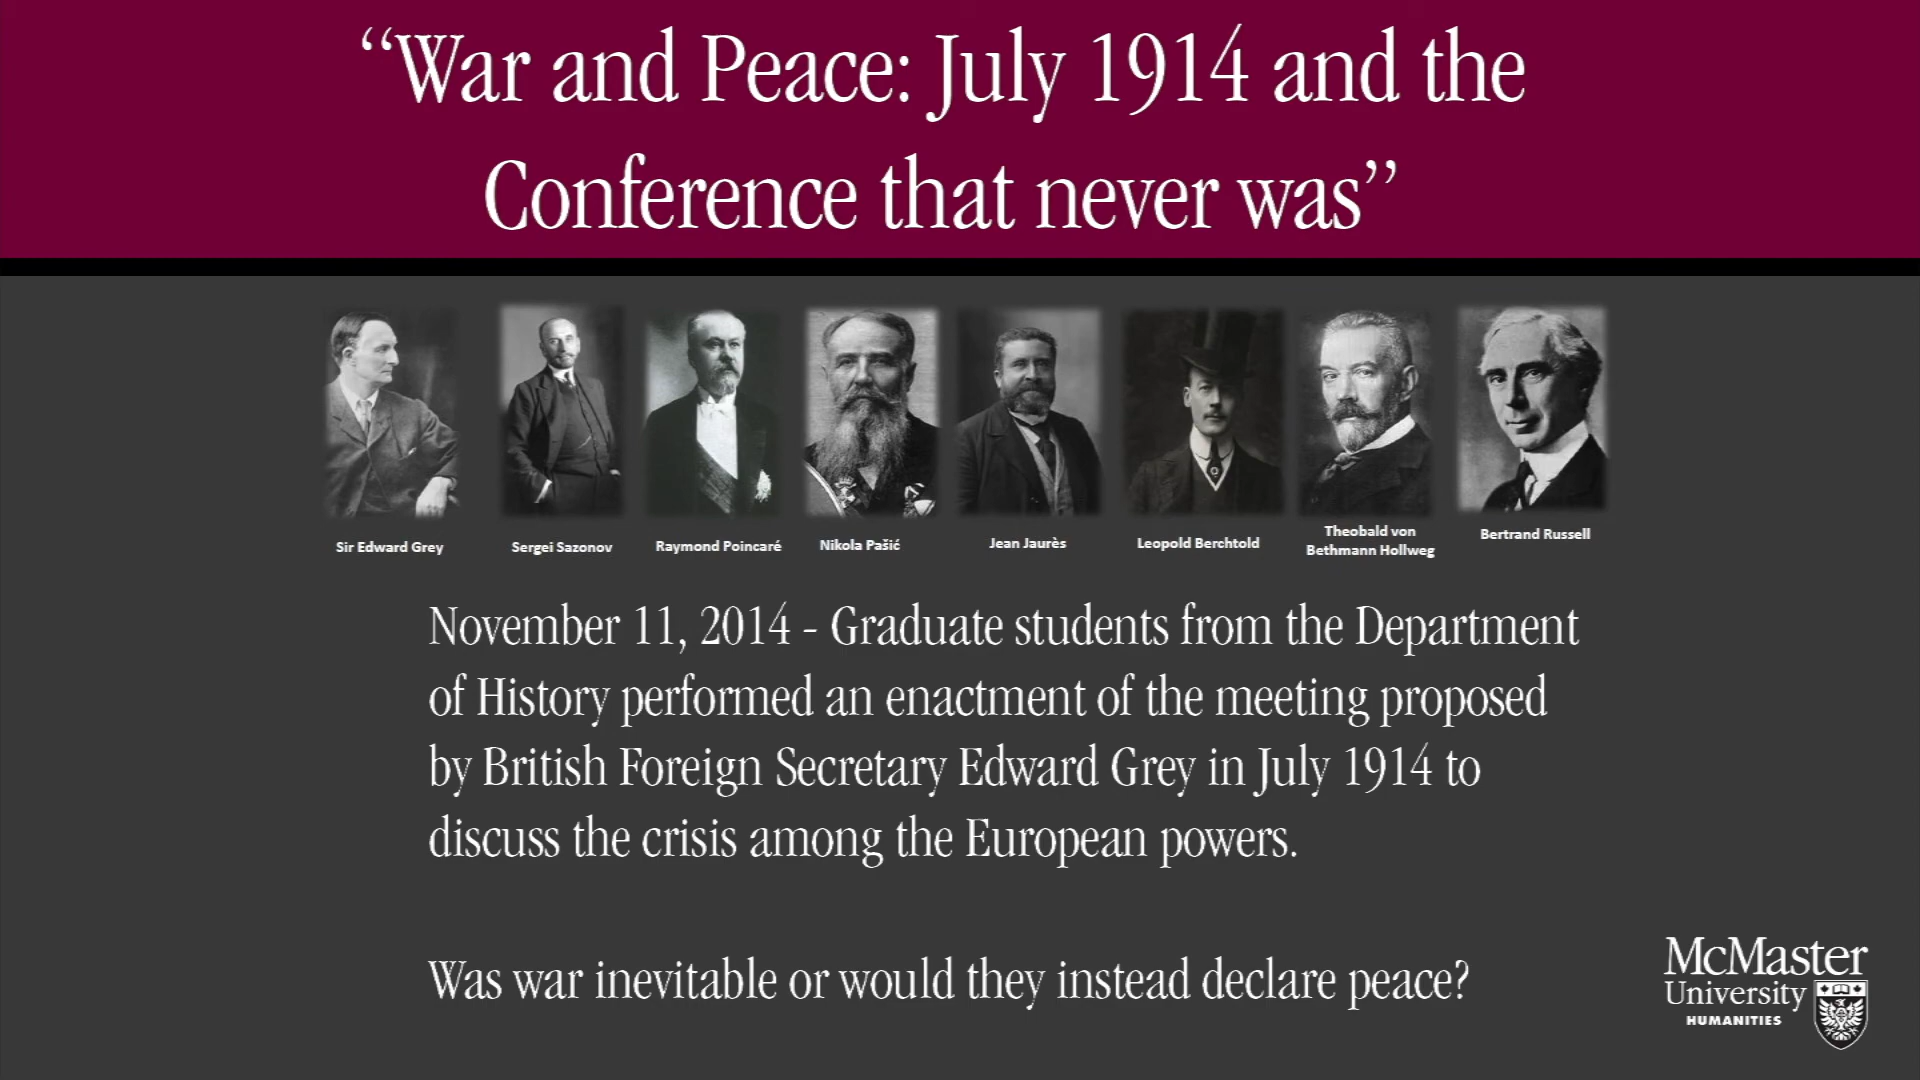 “War and Peace: July 1914 and the
Conference that never was”
Sir Edward Grey
Sergei Sazonov
Raymond Poincaré
Nikola Pašić
Jean Jaurès
Leopold Berchtold
Theobald von
Bethmann Hollweg
Bertrand Russell
November 11, 2014 - Graduate students from the Department
of History performed an enactment of the meeting proposed
by British Foreign Secretary Edward Grey in July 1914 to
discuss the crisis among the European powers.
Was war inevitable or would they instead declare peace?
McMaster
University
HUMANITIES